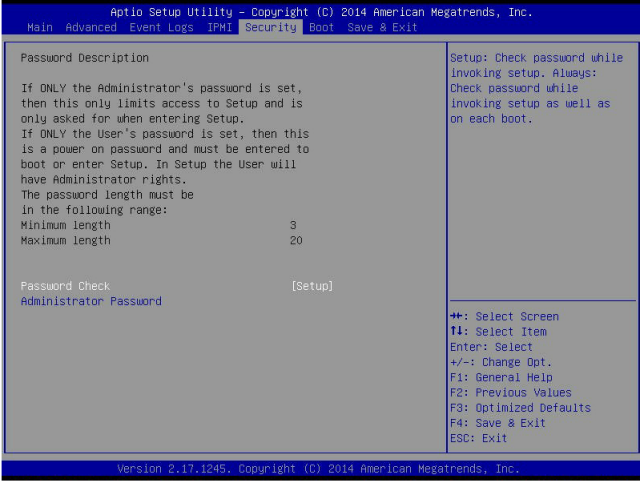 Aptio Setup Utility – Copyright (C) 2014 American Megatrends, Inc.
Main Advanced Event Logs IPMI Security Boot Save & Exit
Password Description
If ONLY the Administrator's password is set,
then this only limits access to Setup and is
only asked for when entering Setup.
If ONLY the User's password is set, then this
is a power on password and must be entered to
boot or enter Setup. In Setup the User will
have Administrator rights.
The password length must be
in the following range:
Minimum length 3
Maximum length 20
Password Check [Setup]
Administrator Password
Setup: Check password while
invoking setup. Always:
Check password while
invoking setup as well as
on each boot.
→←: Select Screen
↑↓: Select Item
Enter: Select
+/-: Change Opt.
F1: General Help
F2: Previous Values
F3: Optimized Defaults
F4: Save & Exit
ESC: Exit
Version 2.17.1245. Copyright (C) 2014 American Megatrends, Inc.